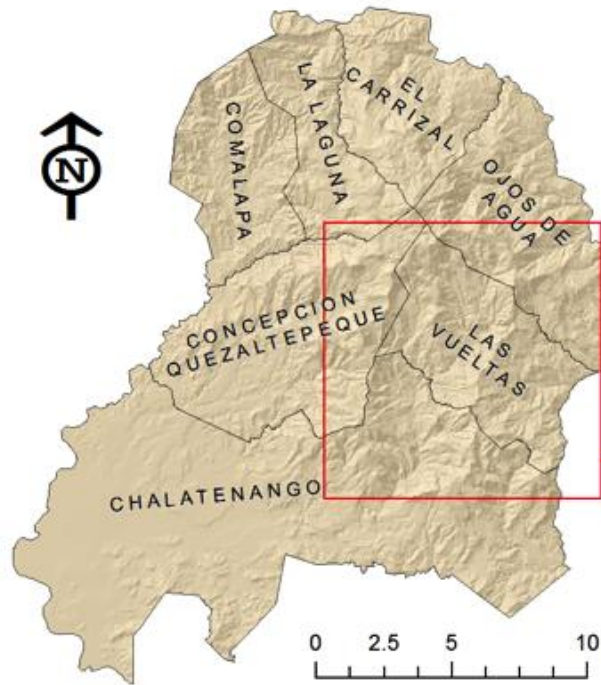 COMALAPA
LA LAGUNA
EL
CARRIZAL
OJOS DE
AGUA
N
CONCEPCION
QUEZALTEPEQUE
LAS
VUELTAS
CHALATENANGO
0 2.5 5 10